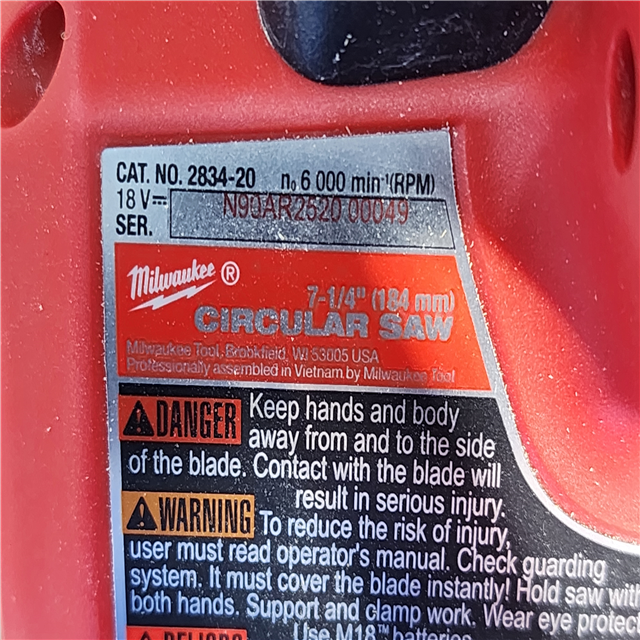 CAT. NO. 2834-20 n₀ 6 000 min⁻¹(RPM)
18 V⎓ N90AR2520 00049
SER.
Milwaukee ®
7-1/4" (184 mm)
CIRCULAR SAW
Milwaukee Tool, Brookfield, WI 53005 USA
Professionally assembled in Vietnam by Milwaukee Tool
DANGER Keep hands and body
away from and to the side
of the blade. Contact with the blade will
result in serious injury.
WARNING To reduce the risk of injury,
user must read operator's manual. Check guarding
system. It must cover the blade instantly! Hold saw with
both hands. Support and clamp work. Wear eye protec
Use M18™ batteries
PELIGRO